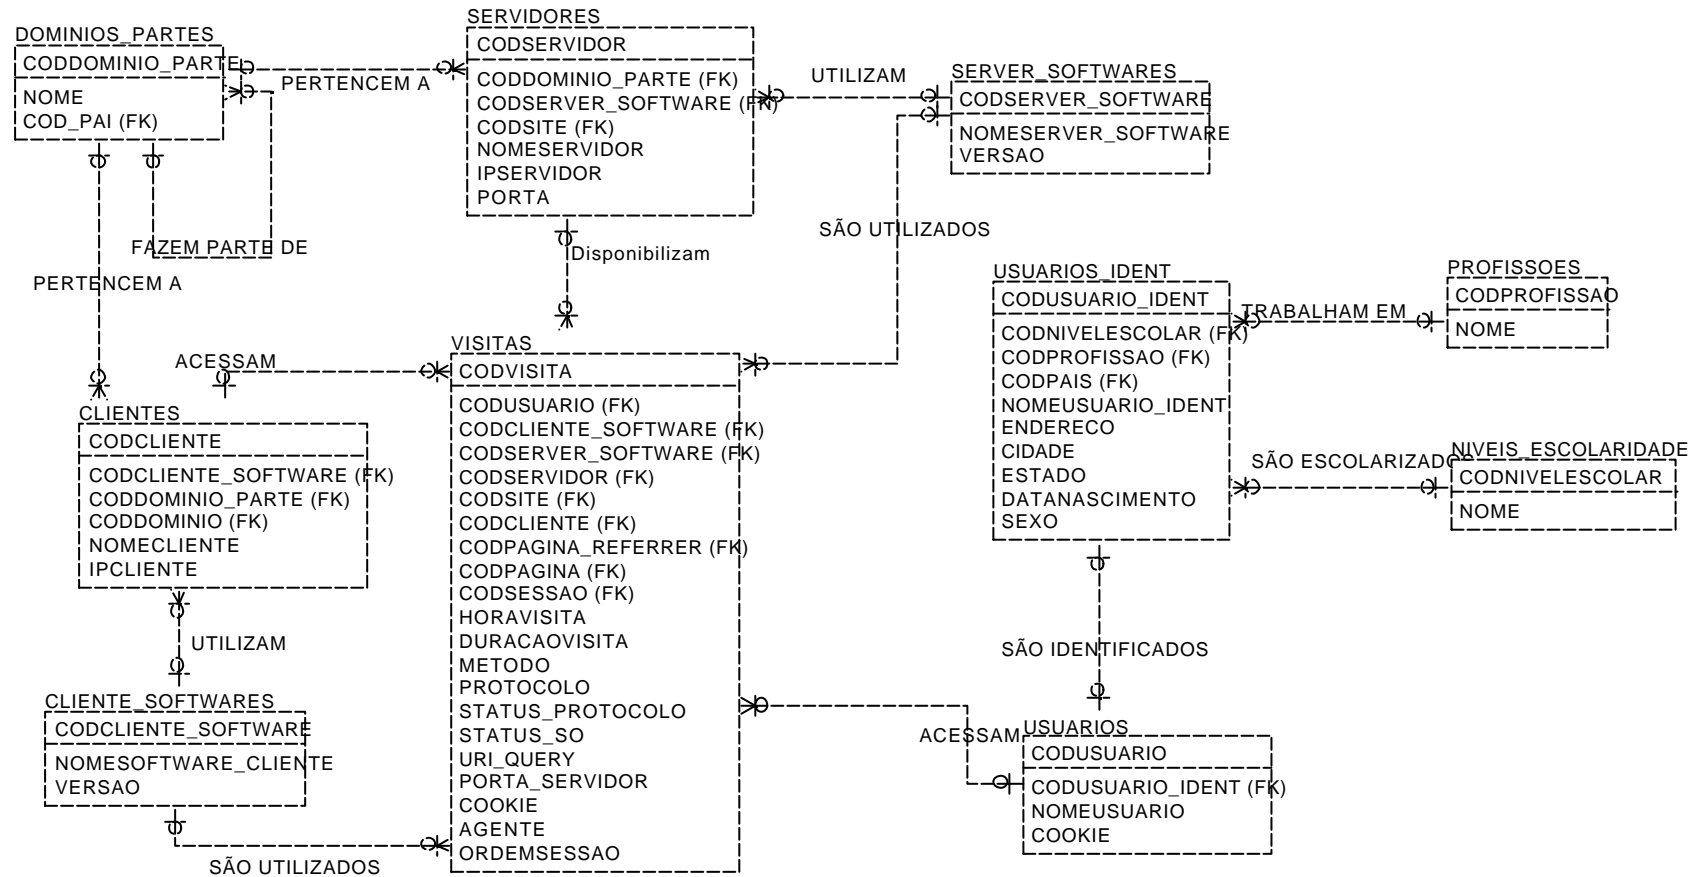 DOMINIOS_PARTES
CODDOMINIO_PARTE
NOME
COD_PAI (FK)
PERTENCEM A
FAZEM PARTE DE
PERTENCEM A
SERVIDORES
CODSERVIDOR
CODDOMINIO_PARTE (FK)
CODSERVER_SOFTWARE (FK)
CODSITE (FK)
NOMESERVIDOR
IPSERVIDOR
PORTA
UTILIZAM
SERVER_SOFTWARES
CODSERVER_SOFTWARE
NOMESERVER_SOFTWARE
VERSAO
SÃO UTILIZADOS
Disponibilizam
ACESSAM
CLIENTES
CODCLIENTE
CODCLIENTE_SOFTWARE (FK)
CODDOMINIO_PARTE (FK)
CODDOMINIO (FK)
NOMECLIENTE
IPCLIENTE
UTILIZAM
CLIENTE_SOFTWARES
CODCLIENTE_SOFTWARE
NOMESOFTWARE_CLIENTE
VERSAO
SÃO UTILIZADOS
VISITAS
CODVISITA
CODUSUARIO (FK)
CODCLIENTE_SOFTWARE (FK)
CODSERVER_SOFTWARE (FK)
CODSERVIDOR (FK)
CODSITE (FK)
CODCLIENTE (FK)
CODPAGINA_REFERRER (FK)
CODPAGINA (FK)
CODSESSAO (FK)
HORAVISITA
DURACAOVISITA
METODO
PROTOCOLO
STATUS_PROTOCOLO
STATUS_SO
URI_QUERY
PORTA_SERVIDOR
COOKIE
AGENTE
ORDEMSESSAO
USUARIOS_IDENT
CODUSUARIO_IDENT
CODNIVELESCOLAR (FK)
CODPROFISSAO (FK)
CODPAIS (FK)
NOMEUSUARIO_IDENT
ENDERECO
CIDADE
ESTADO
DATANASCIMENTO
SEXO
TRABALHAM EM
PROFISSOES
CODPROFISSAO
NOME
SÃO ESCOLARIZADOS
NIVEIS_ESCOLARIDADE
CODNIVELESCOLAR
NOME
SÃO IDENTIFICADOS
ACESSAM
USUARIOS
CODUSUARIO
CODUSUARIO_IDENT (FK)
NOMEUSUARIO
COOKIE